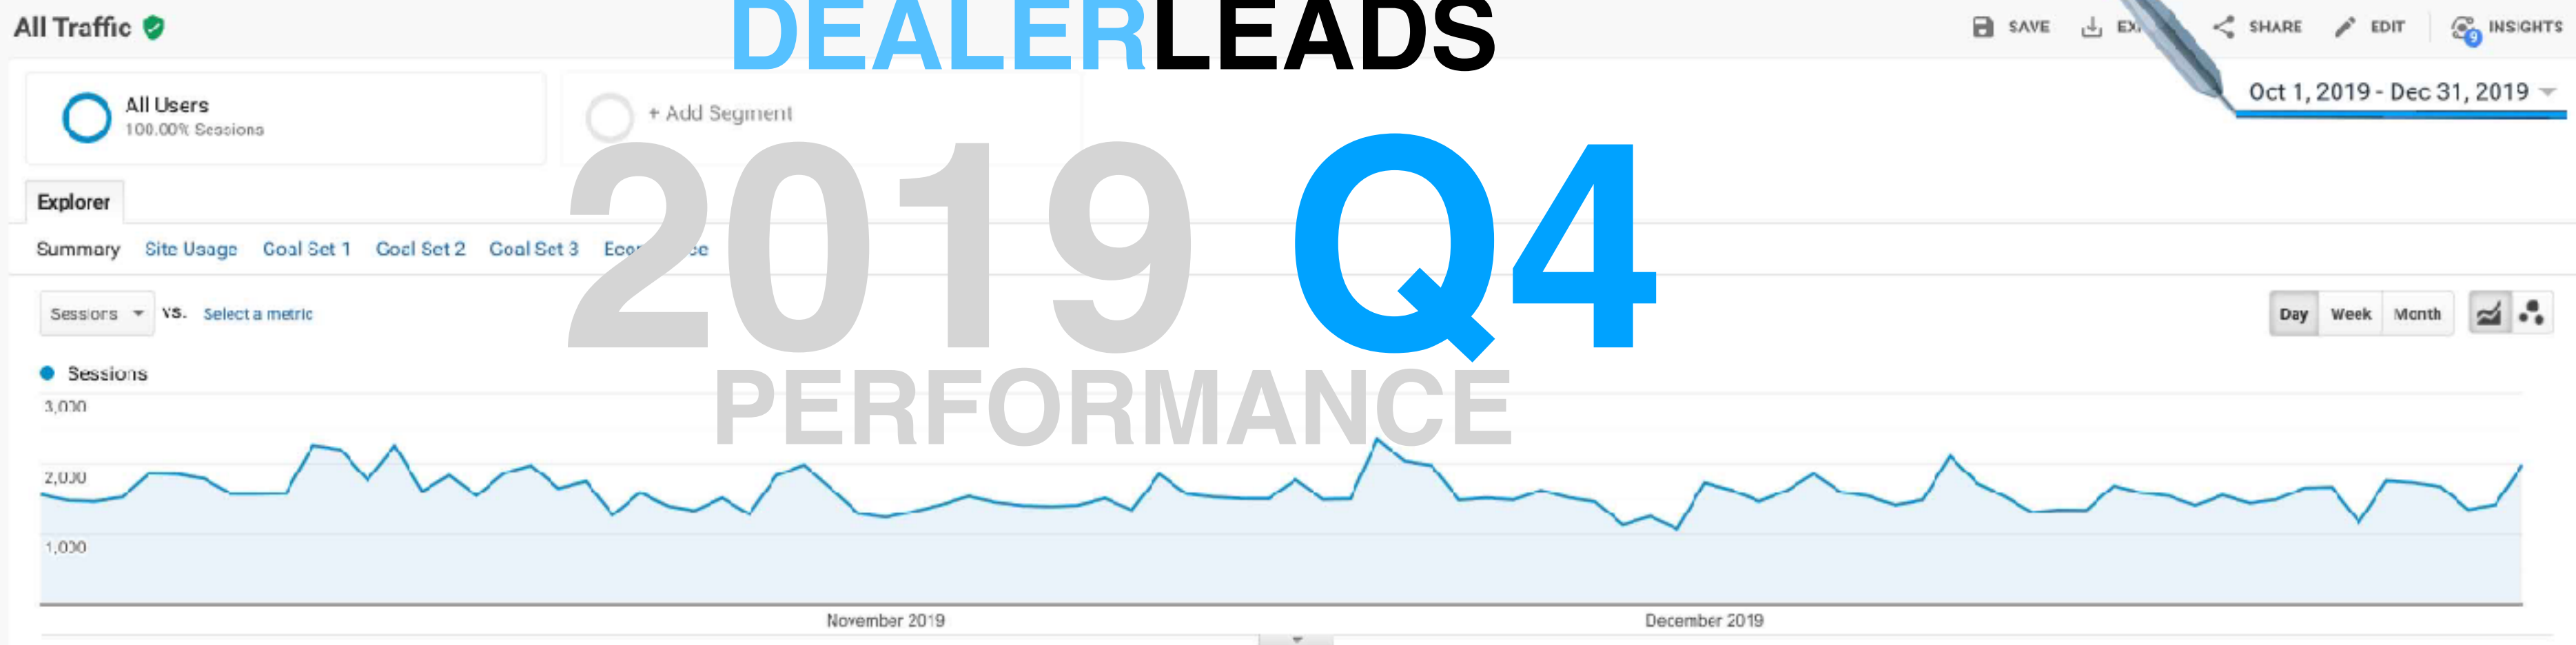 All Traffic
DEALERLEADS
SAVE
SHARE
EDIT
9
INSIGHTS
All Users
100.00% Sessions
+ Add Segment
Oct 1, 2019 - Dec 31, 2019
2019 Q4
PERFORMANCE
Explorer
Summary Site Usage Goal Set 1 Goal Set 2 Goal Set 3
Sessions VS. Select a metric
Day Week Month
Sessions
3,000
2,000
1,000
November 2019 December 2019